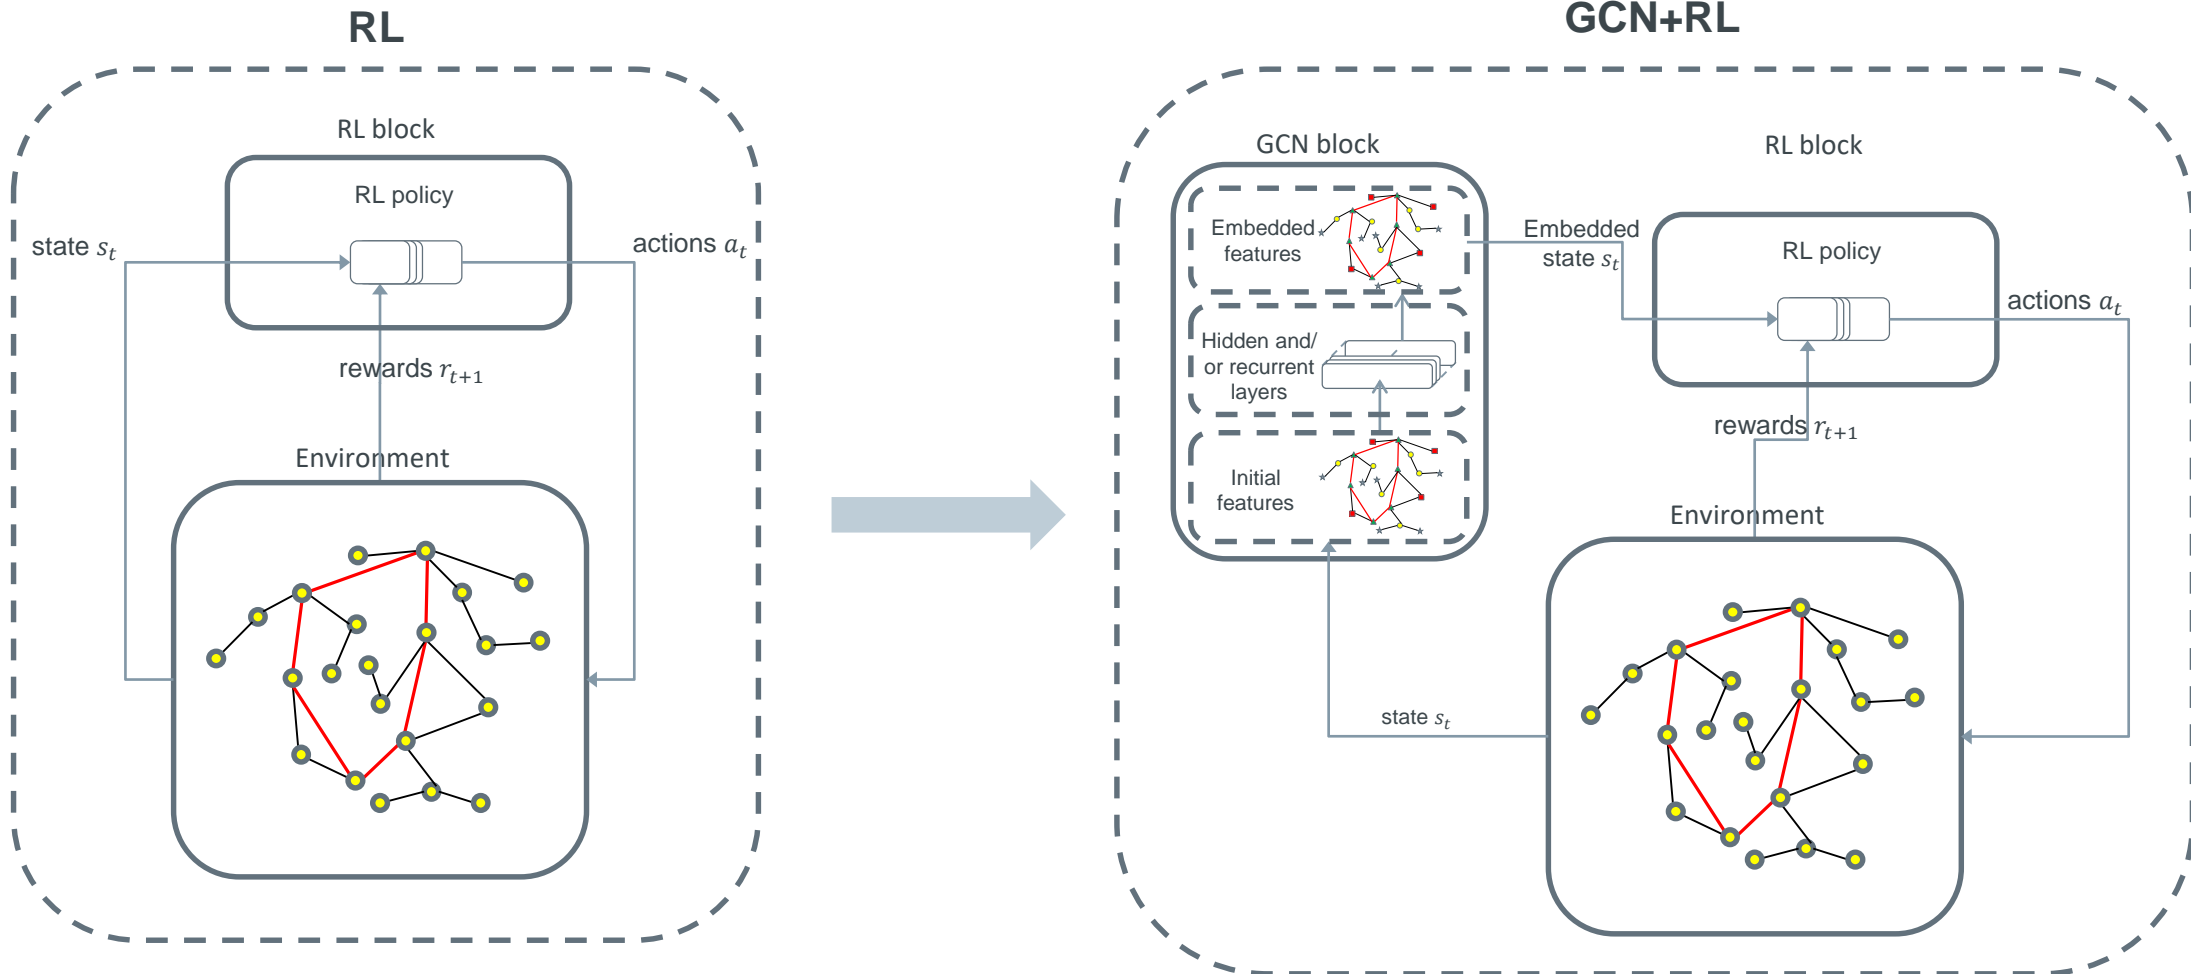 RL
RL block
RL policy
state s_t
actions a_t
rewards r_{t+1}
Environment
GCN+RL
GCN block
RL block
Embedded
features
Embedded
state s_t
RL policy
actions a_t
Hidden and/
or recurrent
layers
rewards r_{t+1}
Initial
features
Environment
state s_t